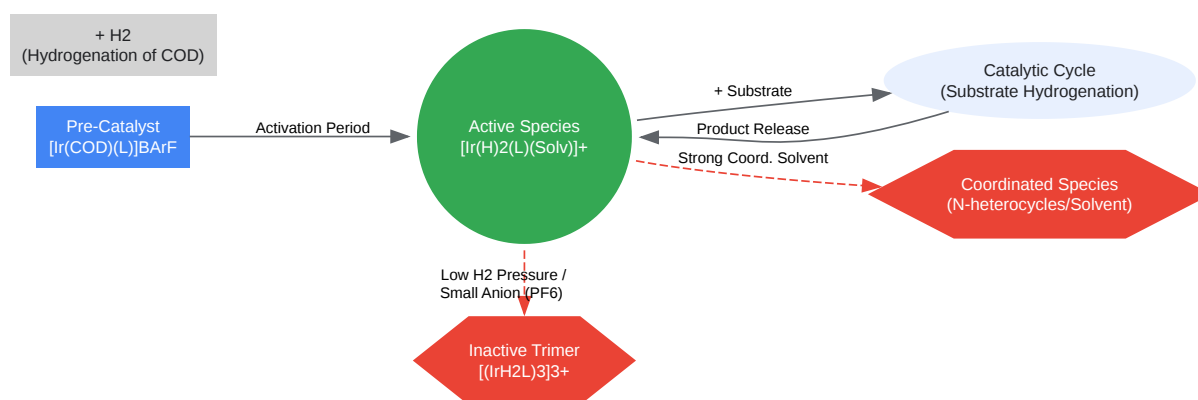 + H2
(Hydrogenation of COD)
Pre-Catalyst
[Ir(COD)(L)]BArF
Activation Period
Active Species
[Ir(H)2(L)(Solv)]+
+ Substrate
Catalytic Cycle
(Substrate Hydrogenation)
Product Release
Strong Coord. Solvent
Coordinated Species
(N-heterocycles/Solvent)
Low H2 Pressure /
Small Anion (PF6)
Inactive Trimer
[(IrH2L)3]3+